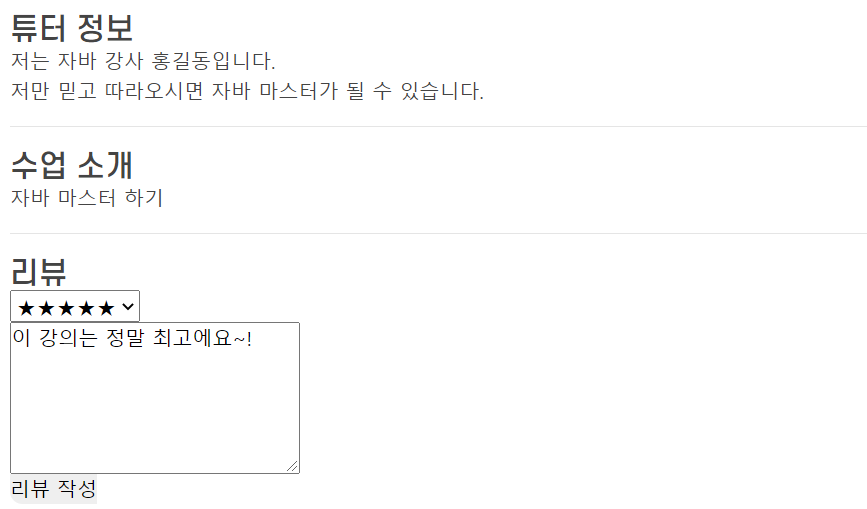 튜터 정보
저는 자바 강사 홍길동입니다.
저만 믿고 따라오시면 자바 마스터가 될 수 있습니다.
수업 소개
자바 마스터 하기
리뷰
★★★★★
이 강의는 정말 최고에요~!
리뷰 작성